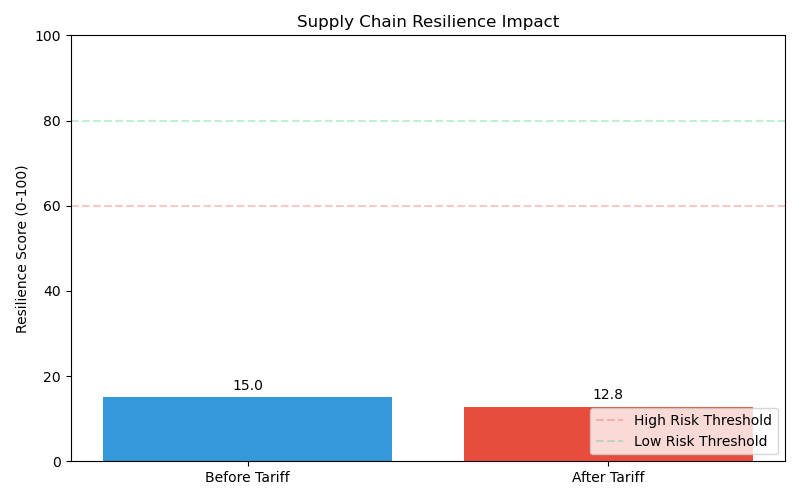 Supply Chain Resilience Impact
100
80
60
40
20
0
Resilience Score (0-100)
15.0
12.8
High Risk Threshold
Low Risk Threshold
Before Tariff
After Tariff